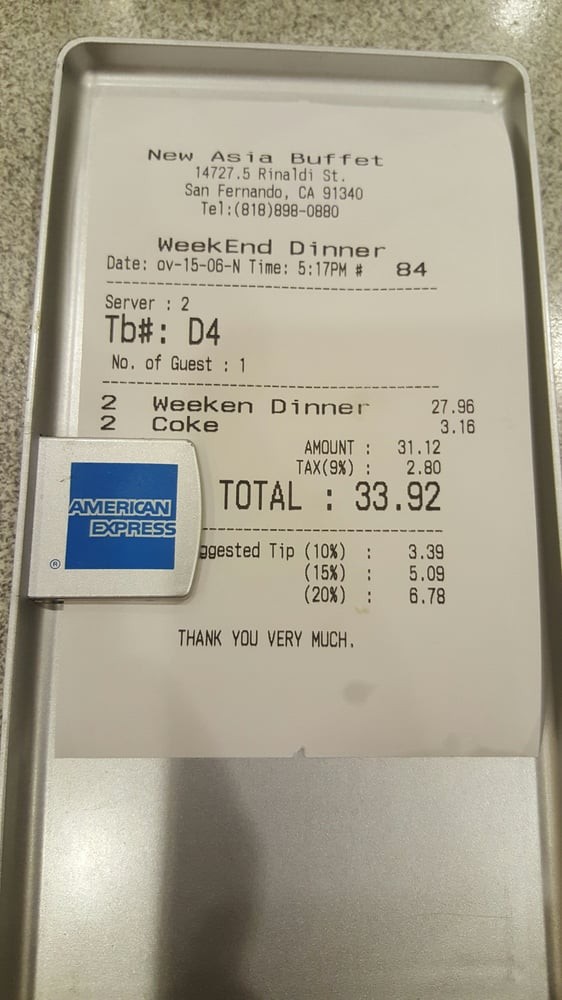 New Asia Buffet
14727.5 Rinaldi St.
San Fernando, CA 91340
Tel:(818)898-0880
WeekEnd Dinner
Date: ov-15-06-N Time: 5:17PM # 84
Server : 2
Tb#: D4
No. of Guest : 1
2 Weeken Dinner 27.96
2 Coke 3.16
AMOUNT : 31.12
TAX(9%) : 2.80
TOTAL : 33.92
AMERICAN
EXPRESS
®
ggested Tip (10%) : 3.39
(15%) : 5.09
(20%) : 6.78
THANK YOU VERY MUCH.